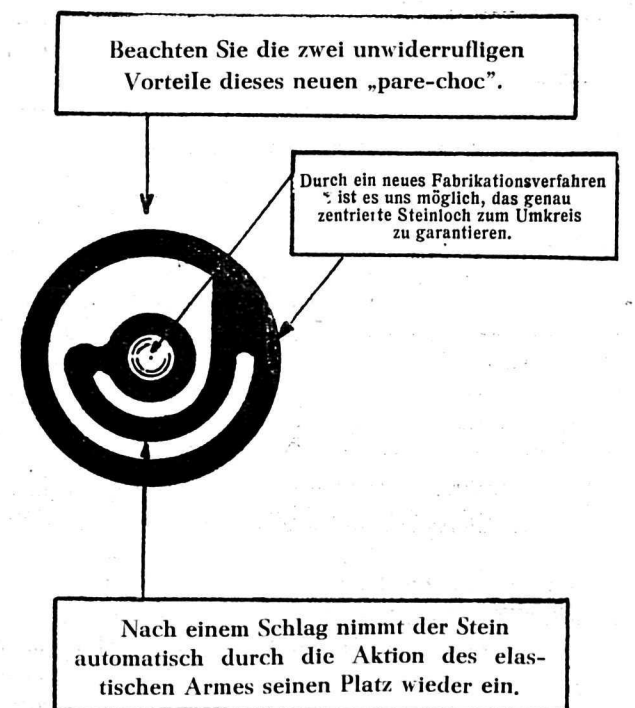 Beachten Sie die zwei unwiderrufligen
Vorteile dieses neuen „pare-choc”.
Durch ein neues Fabrikationsverfahren
ist es uns möglich, das genau
zentrierte Steinloch zum Umkreis
zu garantieren.
Nach einem Schlag nimmt der Stein
automatisch durch die Aktion des elas-
tischen Armes seinen Platz wieder ein.